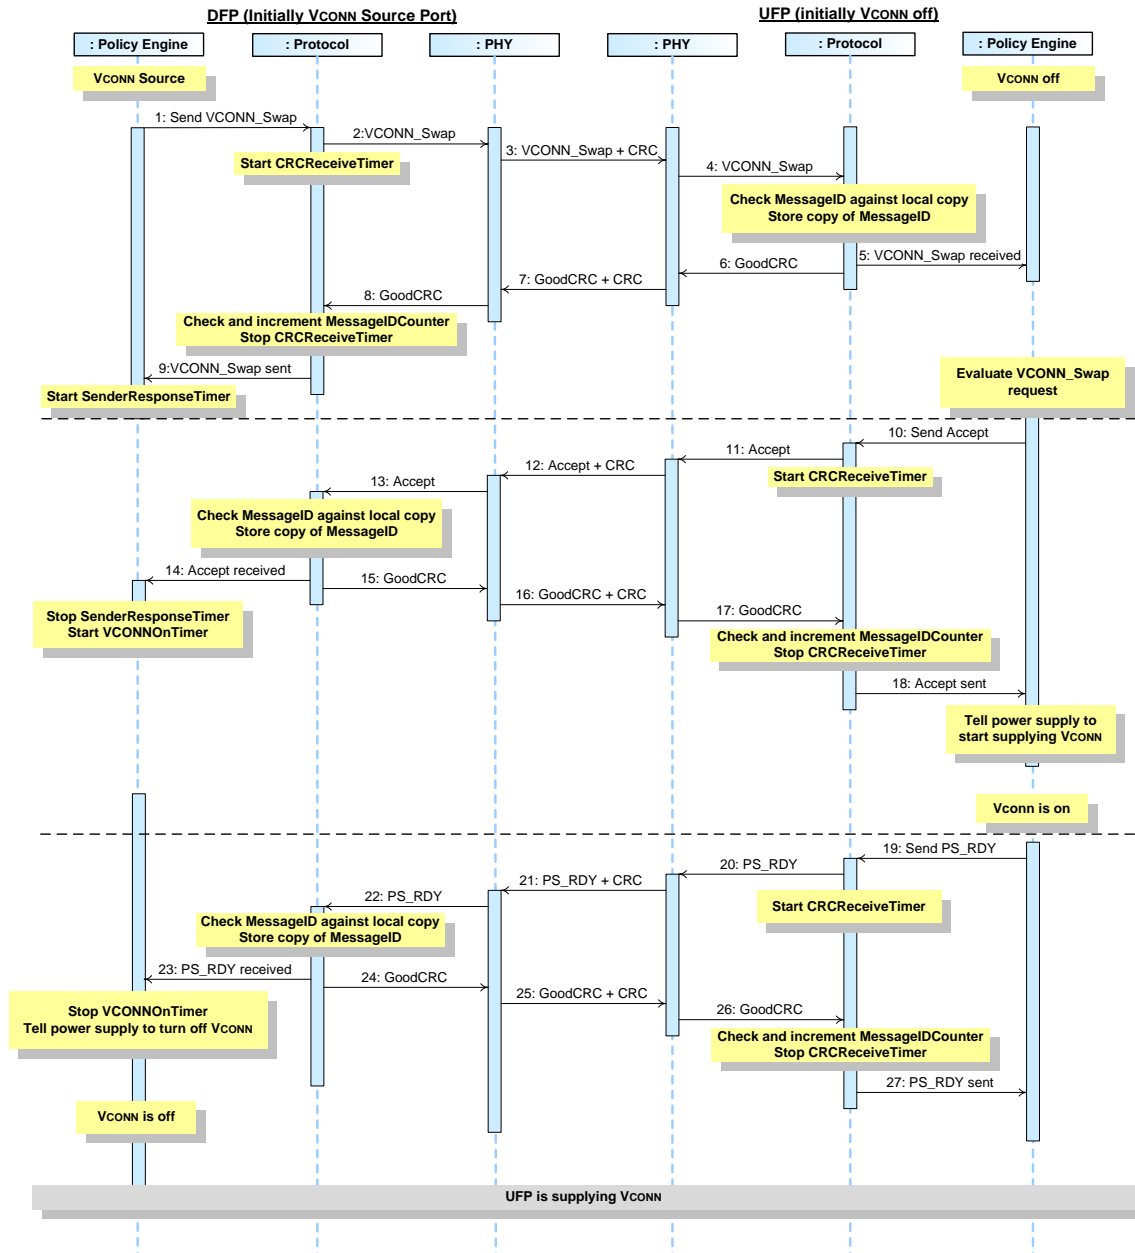 DFP (Initially VCONN Source Port)
UFP (initially VCONN off)
: Policy Engine
: Protocol
: PHY
: PHY
: Protocol
: Policy Engine
VCONN Source
VCONN off
1: Send VCONN_Swap
2:VCONN_Swap
Start CRCReceiveTimer
3: VCONN_Swap + CRC
4: VCONN_Swap
Check MessageID against local copy
Store copy of MessageID
5: VCONN_Swap received
6: GoodCRC
7: GoodCRC + CRC
8: GoodCRC
Check and increment MessageIDCounter
Stop CRCReceiveTimer
9:VCONN_Swap sent
Start SenderResponseTimer
Evaluate VCONN_Swap
request
10: Send Accept
11: Accept
Start CRCReceiveTimer
12: Accept + CRC
13: Accept
Check MessageID against local copy
Store copy of MessageID
14: Accept received
15: GoodCRC
Stop SenderResponseTimer
Start VCONNOnTimer
16: GoodCRC + CRC
17: GoodCRC
Check and increment MessageIDCounter
Stop CRCReceiveTimer
18: Accept sent
Tell power supply to
start supplying VCONN
Vconn is on
19: Send PS_RDY
20: PS_RDY
Start CRCReceiveTimer
21: PS_RDY + CRC
22: PS_RDY
Check MessageID against local copy
Store copy of MessageID
23: PS_RDY received
24: GoodCRC
Stop VCONNOnTimer
Tell power supply to turn off VCONN
25: GoodCRC + CRC
26: GoodCRC
Check and increment MessageIDCounter
Stop CRCReceiveTimer
27: PS_RDY sent
VCONN is off
UFP is supplying VCONN